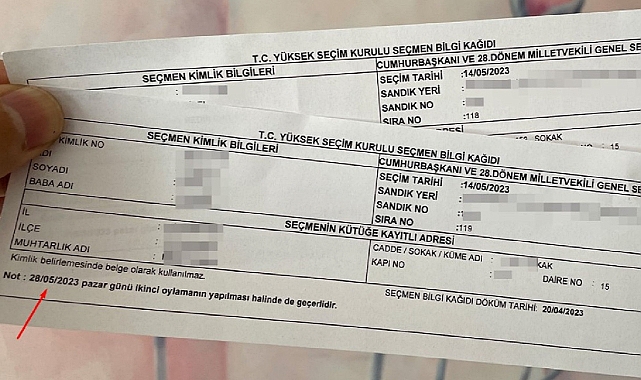 T.C. YÜKSEK SEÇİM KURULU SEÇMEN BİLGİ KAĞIDI
SEÇMEN KİMLİK BİLGİLERİ
CUMHURBAŞKANI VE 28.DÖNEM MİLLETVEKİLİ GENEL SE
SEÇİM TARİHİ :14/05/2023
SANDIK YERİ :
SANDIK NO :
SIRA NO :118
SOKAK
T.C. YÜKSEK SEÇİM KURULU SEÇMEN BİLGİ KAĞIDI
SEÇMEN KİMLİK BİLGİLERİ
CUMHURBAŞKANI VE 28.DÖNEM MİLLETVEKİLİ GENEL SE
KİMLİK NO
ADI
SOYADI
BABA ADI :
SEÇİM TARİHİ :14/05/2023
SANDIK YERİ :
SANDIK NO :
SIRA NO :119
SEÇMENİN KÜTÜĞE KAYITLI ADRESİ
İL
İLÇE :
MUHTARLIK ADI :
CADDE / SOKAK / KÜME ADI : KAK
KAPI NO : DAİRE NO : 15
Kimlik belirlemesinde belge olarak kullanılmaz.
SEÇMEN BİLGİ KAĞIDI DÖKÜM TARİHİ: 20/04/2023
Not : 28/05/2023 pazar günü ikinci oylamanın yapılması halinde de geçerlidir.